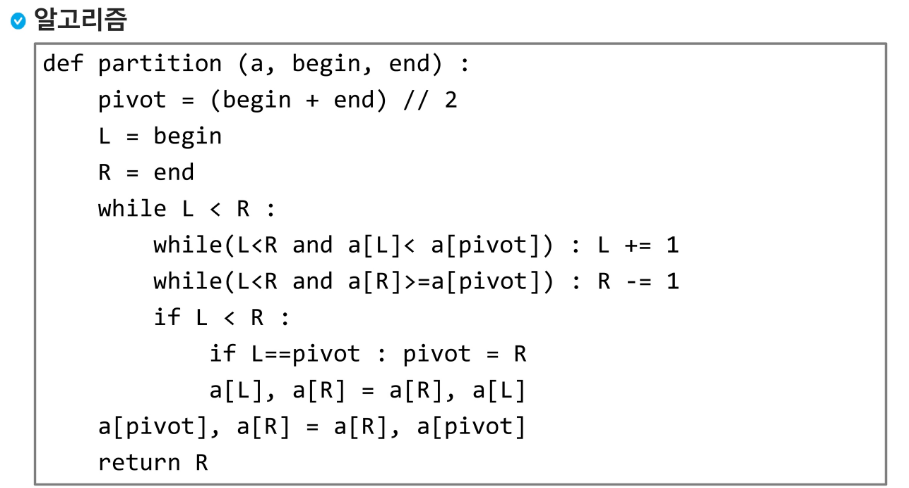 알고리즘
def partition (a, begin, end) :
    pivot = (begin + end) // 2
    L = begin
    R = end
    while L < R :
        while(L<R and a[L]< a[pivot]) : L += 1
        while(L<R and a[R]>=a[pivot]) : R -= 1
        if L < R :
            if L==pivot : pivot = R
            a[L], a[R] = a[R], a[L]
    a[pivot], a[R] = a[R], a[pivot]
    return R